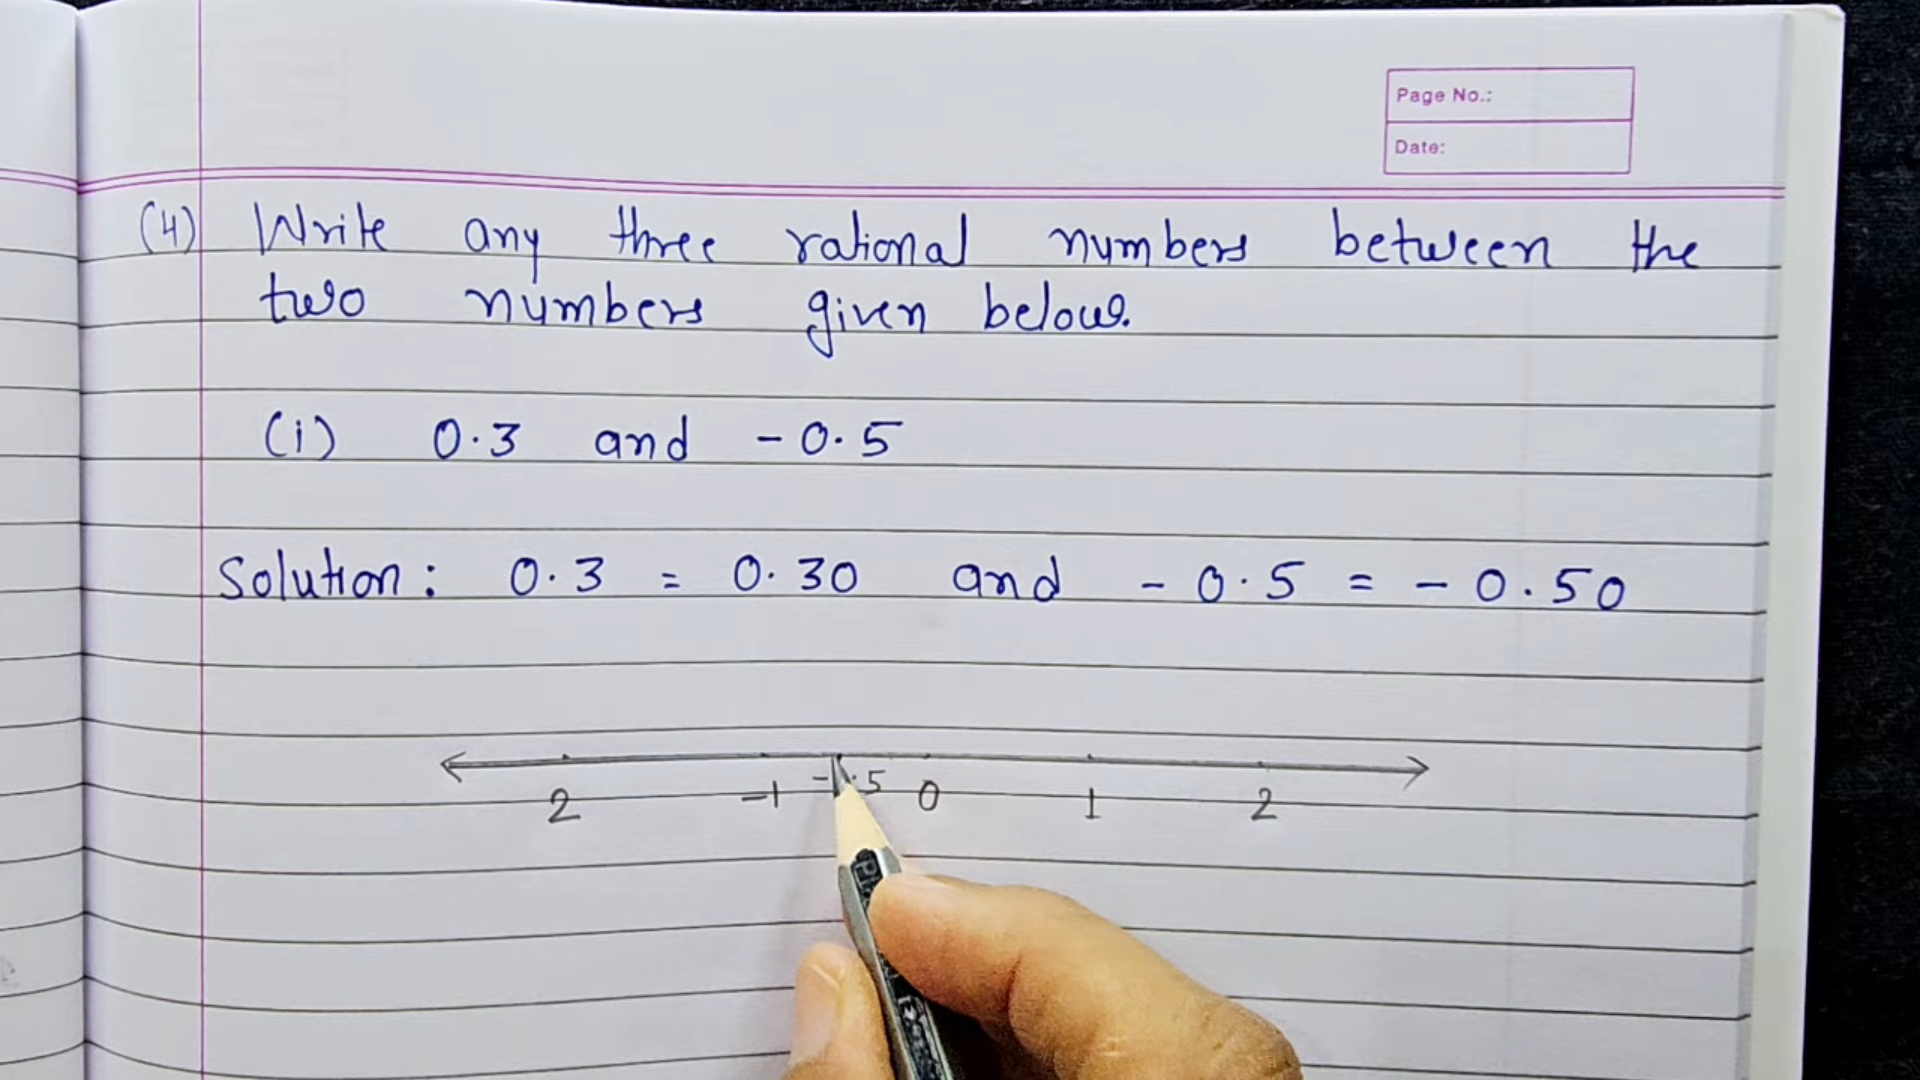 Page No.:
Date:
(4) Write any three rational numbers between the
two numbers given below.
(i) 0.3 and -0.5
Solution: 0.3 = 0.30 and -0.5 = -0.50
2 -1 0 1 2